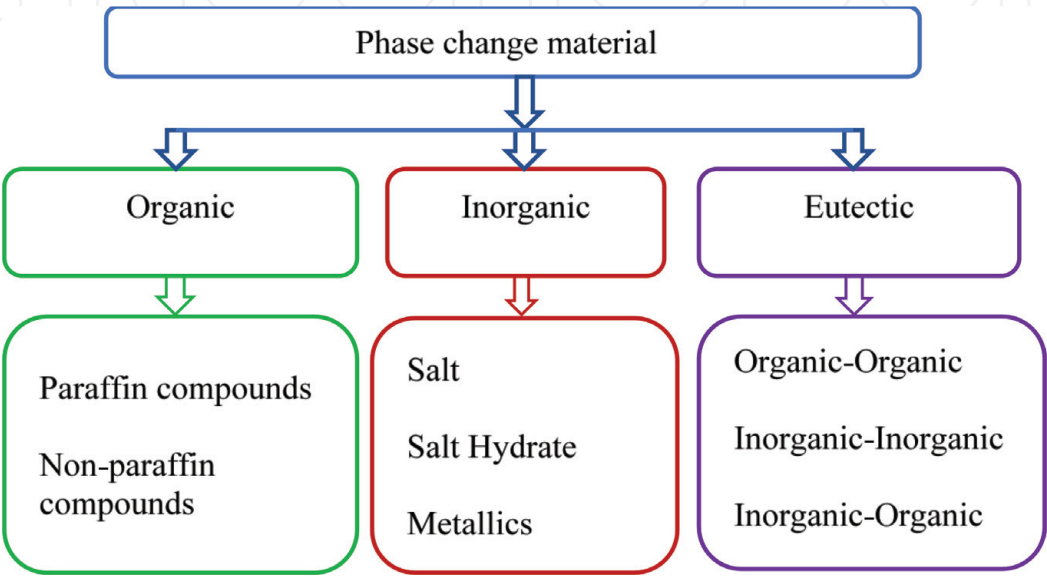 Phase change material
Organic
Inorganic
Eutectic
Paraffin compounds
Non-paraffin
compounds
Salt
Salt Hydrate
Metallics
Organic-Organic
Inorganic-Inorganic
Inorganic-Organic